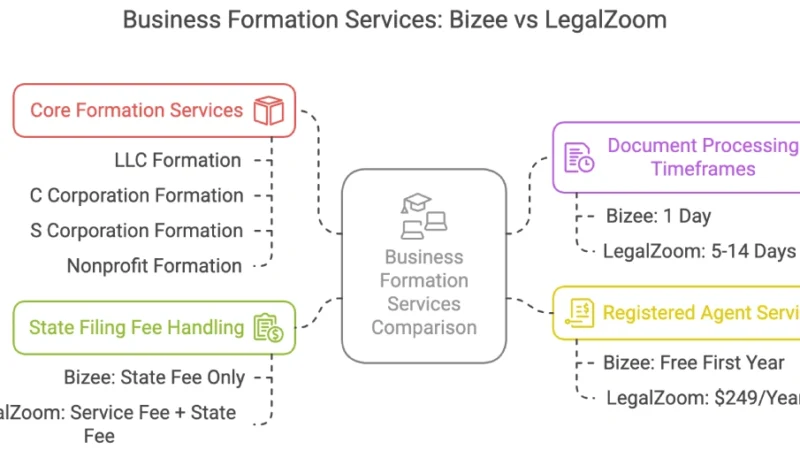 Business Formation Services: Bizee vs LegalZoom
Core Formation Services
LLC Formation
C Corporation Formation
S Corporation Formation
Nonprofit Formation
State Filing Fee Handling
Bizee: State Fee Only
alZoom: Service Fee + State
Fee
Business
Formation
Services
Comparison
Document Processing
Timeframes
Bizee: 1 Day
LegalZoom: 5-14 Days
Registered Agent Servi
Bizee: Free First Year
LegalZoom: $249/Year